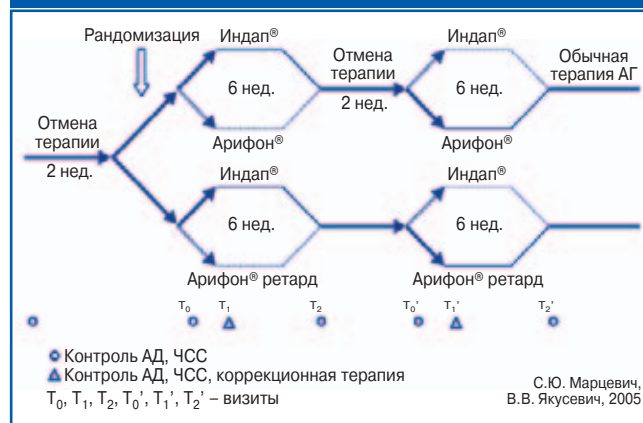 Рандомизация
Индап®
Отмена
терапии
Индап®
Обычная
терапия АГ
6 нед.
2 нед.
6 нед.
Отмена
терапии
2 нед.
Арифон®
Арифон®
Индап®
Индап®
6 нед.
6 нед.
Арифон® ретард
Арифон® ретард
T₀ T₁ T₂ T₀' T₁' T₂'
Контроль АД, ЧСС
Контроль АД, ЧСС, коррекционная терапия
T₀, T₁, T₂, T₀', T₁', T₂' – визиты
С.Ю. Марцевич,
В.В. Якусевич, 2005